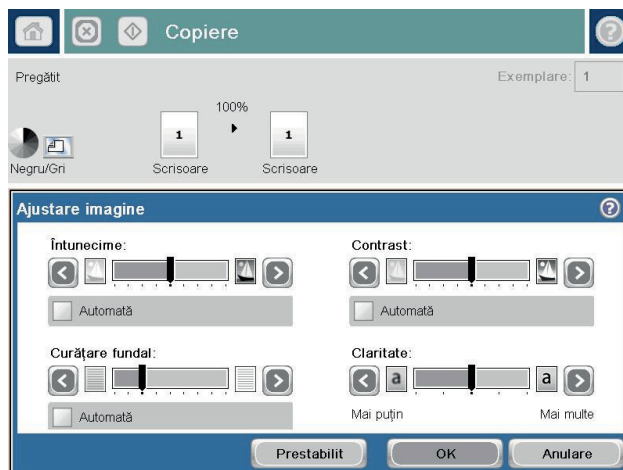 Copiere
Pregătit
Exemplare: 1
100%
1 1
Negru/Gri Scrisoare Scrisoare
Ajustare imagine
Întunecime: Contrast:
Automată Automată
Curățare fundal: Claritate:
a a
Automată Mai puțin Mai multe
Prestabilit OK Anulare